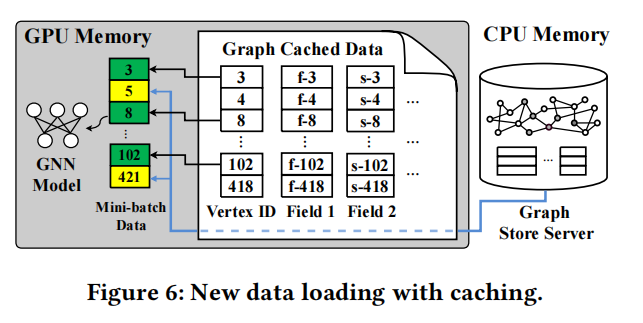 GPU Memory
CPU Memory
Graph Cached Data
3
5
8
⋮
102
421
3 f-3 s-3
4 f-4 s-4 ...
8 f-8 s-8
⋮ ⋮ ⋮
102 f-102 s-102 ...
418 f-418 s-418
GNN
Model
Mini-batch
Data
Vertex ID Field 1 Field 2
...
Graph
Store Server
Figure 6: New data loading with caching.